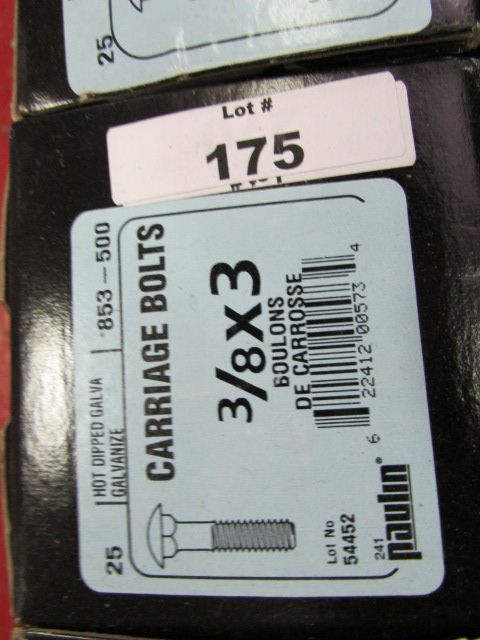 25
Lot #
175
25
HOT DIPPED GALVA
GALVANIZE
853-500
CARRIAGE BOLTS
3/8X3
BOULONS
DE CARROSSE
6 22412 00573 4
Lot No
54452
241
paulin®